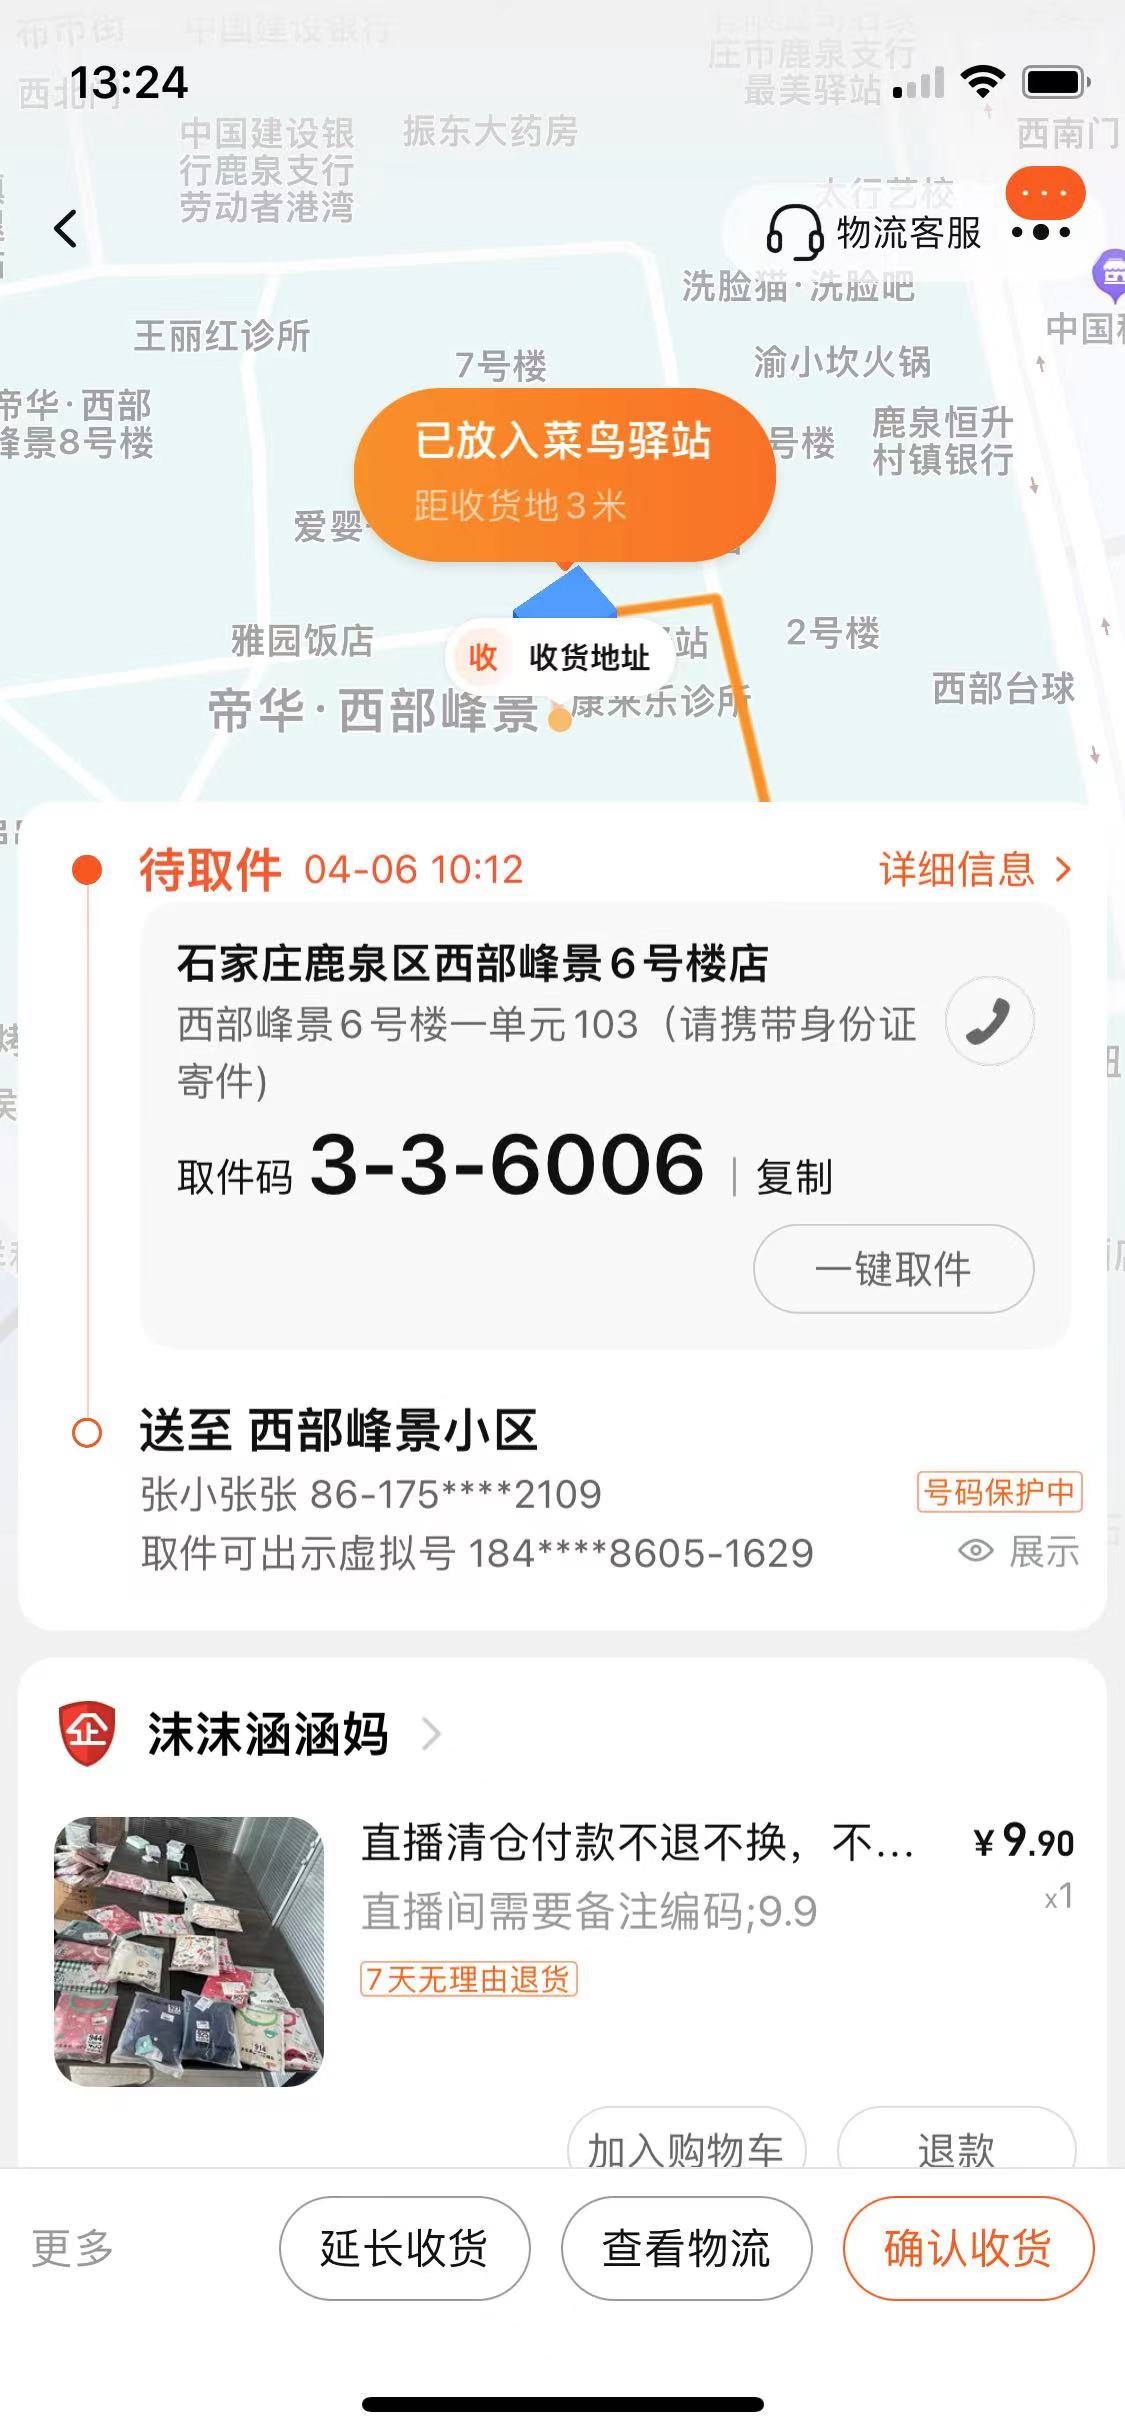 布市街
中国建设银行
庄市鹿泉支行
最美驿站
13:24
西北门
中国建设银
行鹿泉支行
劳动者港湾
振东大药房
西南门
太行艺校
物流客服
洗脸猫·洗脸吧
王丽红诊所
7号楼
渝小坎火锅
帝华·西部
峰景8号楼
号楼
鹿泉恒升
村镇银行
已放入菜鸟驿站
距收货地3米
爱婴
雅园饭店
收 收货地址
站
2号楼
帝华·西部峰景
康来乐诊所
西部台球
待取件 04-06 10:12
详细信息
石家庄鹿泉区西部峰景6号楼店
西部峰景6号楼一单元103（请携带身份证
寄件)
取件码 3-3-6006 | 复制
一键取件
送至 西部峰景小区
张小张张 86-175****2109
号码保护中
取件可出示虚拟号 184****8605-1629
展示
企 沫沫涵涵妈
直播清仓付款不退不换，不...
¥9.90
直播间需要备注编码;9.9
x1
7天无理由退货
加入购物车
退款
更多
延长收货
查看物流
确认收货